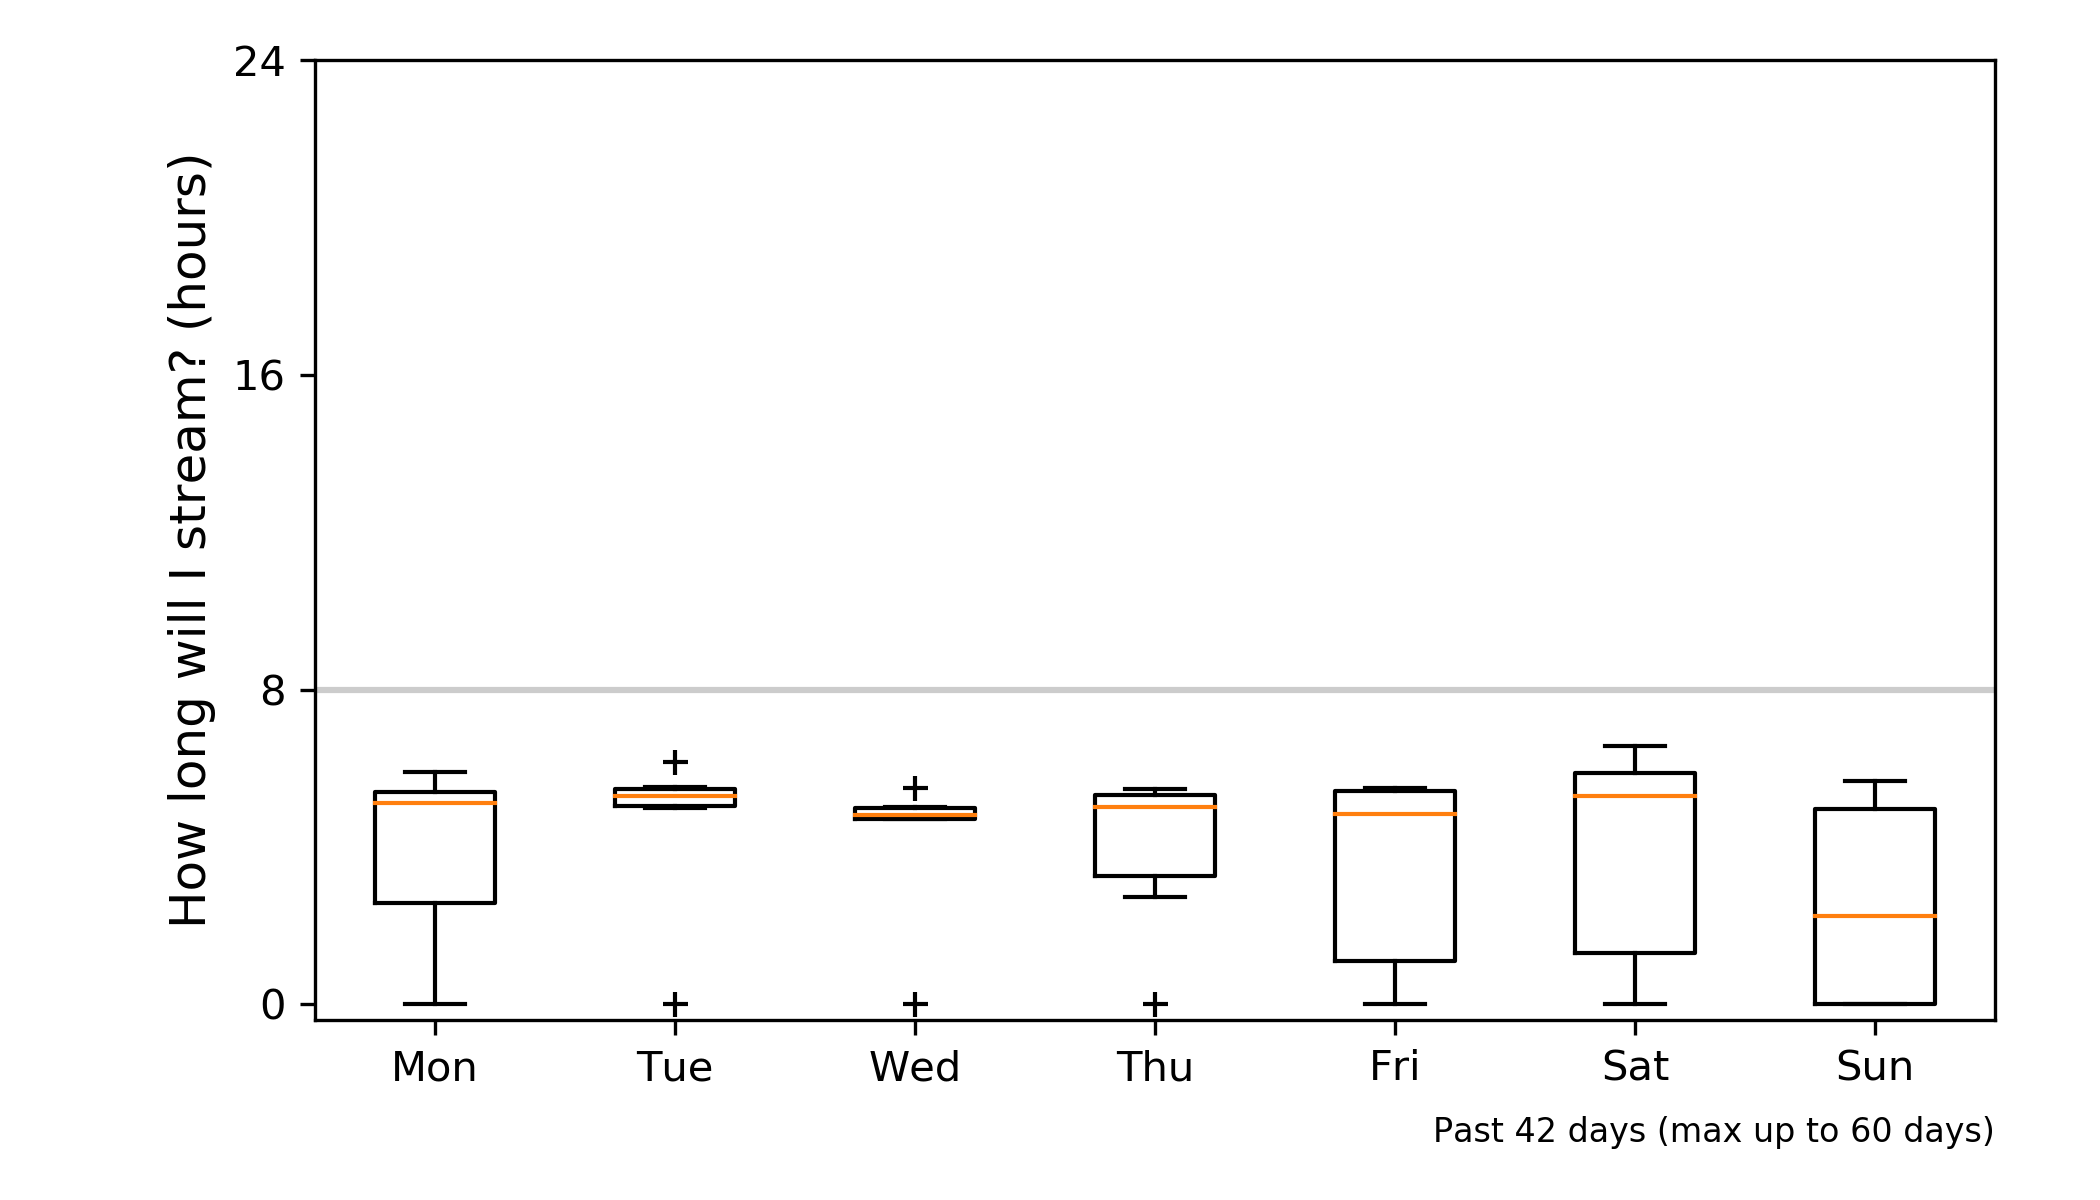 How long will I stream? (hours)
24
16
8
0
Mon Tue Wed Thu Fri Sat Sun
Past 42 days (max up to 60 days)